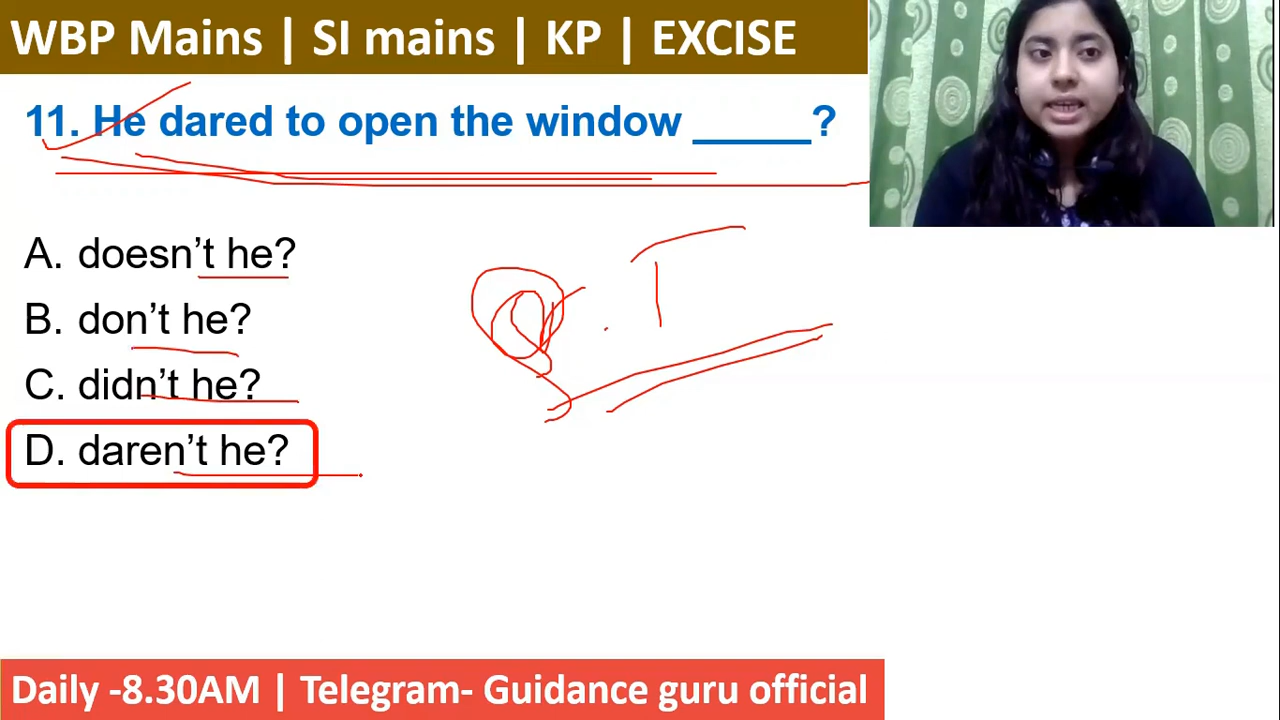 WBP Mains | SI mains | KP | EXCISE
11. He dared to open the window _____?
A. doesn’t he?
B. don’t he?
C. didn’t he?
D. daren’t he?
Q. T
Daily -8.30AM | Telegram- Guidance guru official